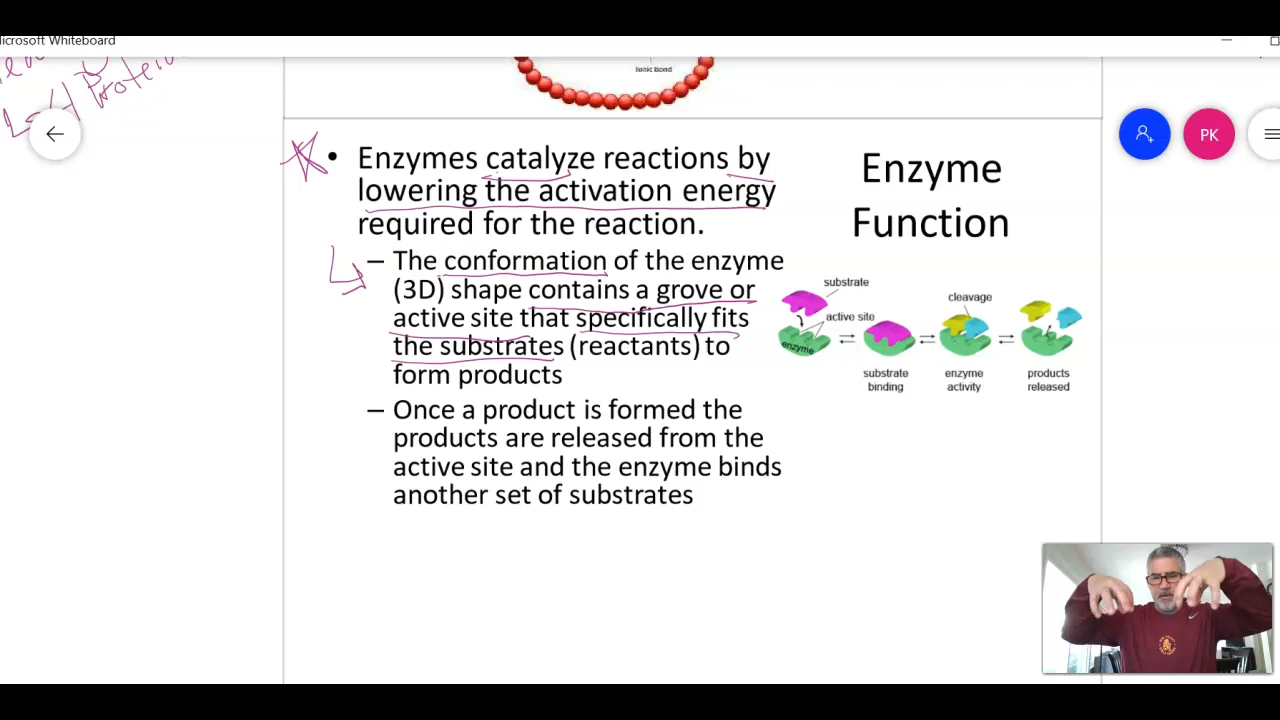 icrosoft Whiteboard
Protein
Ionic Bond
PK
• Enzymes catalyze reactions by
lowering the activation energy
required for the reaction.
– The conformation of the enzyme
(3D) shape contains a grove or
active site that specifically fits
the substrates (reactants) to
form products
– Once a product is formed the
products are released from the
active site and the enzyme binds
another set of substrates
Enzyme
Function
substrate
active site
enzyme
cleavage
substrate
binding
enzyme
activity
products
released